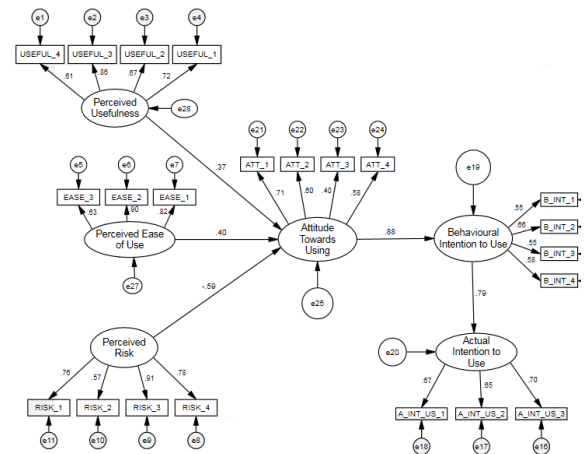 e1 e2 e3 e4
USEFUL_4 USEFUL_3 USEFUL_2 USEFUL_1
.61 .86 .67 .72
Perceived
Usefulness
e28
e21 e22 e23 e24
.37
ATT_1 ATT_2 ATT_3 ATT_4
.71 .60 .40 .58
e5 e6 e7
EASE_3 EASE_2 EASE_1
.63 .90 .82
Perceived Ease
of Use
e27
.40
Attitude
Towards
Using
e25
.88
e19
Behavioural
Intention to Use
B_INT_1
B_INT_2
B_INT_3
B_INT_4
.55
.66
.55
.58
-.59
.79
Perceived
Risk
.76 .57 .91 .78
RISK_1 RISK_2 RISK_3 RISK_4
e11 e10 e9 e8
e20
Actual
Intention to
Use
.67 .65 .70
A_INT_US_1 A_INT_US_2 A_INT_US_3
e18 e17 e16